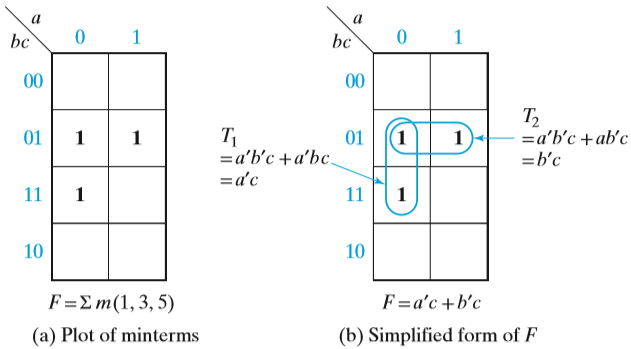 a
bc 0 1
00
01 1 1
11 1
10
F = Σ m(1, 3, 5)
(a) Plot of minterms
a
bc 0 1
00
01 1 1
11 1
10
T₁
= a′b′c + a′bc
= a′c
T₂
= a′b′c + ab′c
= b′c
F = a′c + b′c
(b) Simplified form of F